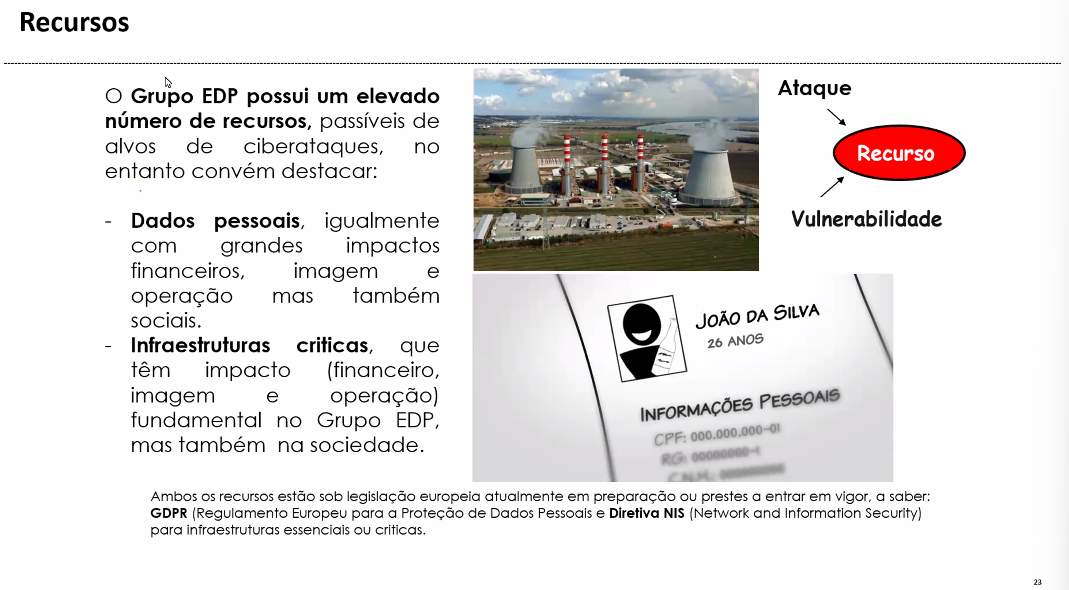 Recursos
O Grupo EDP possui um elevado
número de recursos, passíveis de
alvos de ciberataques, no
entanto convém destacar:
- Dados pessoais, igualmente
com grandes impactos
financeiros, imagem e
operação mas também
sociais.
- Infraestruturas criticas, que
têm impacto (financeiro,
imagem e operação)
fundamental no Grupo EDP,
mas também na sociedade.
Ataque
Recurso
Vulnerabilidade
JOÃO DA SILVA
26 ANOS
INFORMAÇÕES PESSOAIS
CPF: 000.000.000-01
RG: 00000000-1
C.N.H.: 000000000
Ambos os recursos estão sob legislação europeia atualmente em preparação ou prestes a entrar em vigor, a saber:
GDPR (Regulamento Europeu para a Proteção de Dados Pessoais e Diretiva NIS (Network and Information Security)
para infraestruturas essenciais ou criticas.
23